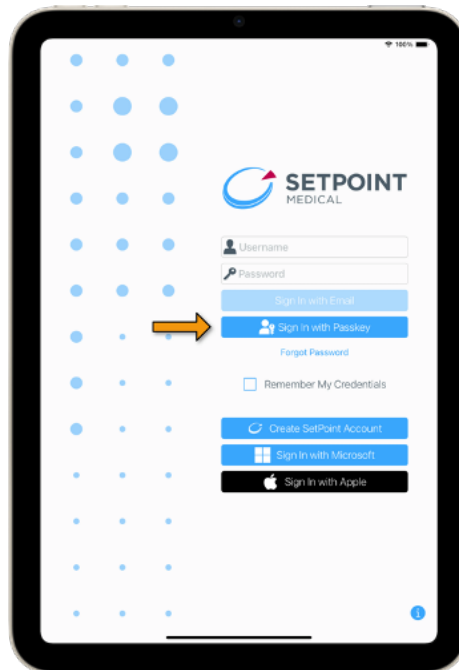 100%
SETPOINT
MEDICAL
Username
Password
Sign In with Email
Sign In with Passkey
Forgot Password
Remember My Credentials
Create SetPoint Account
Sign In with Microsoft
Sign In with Apple
i